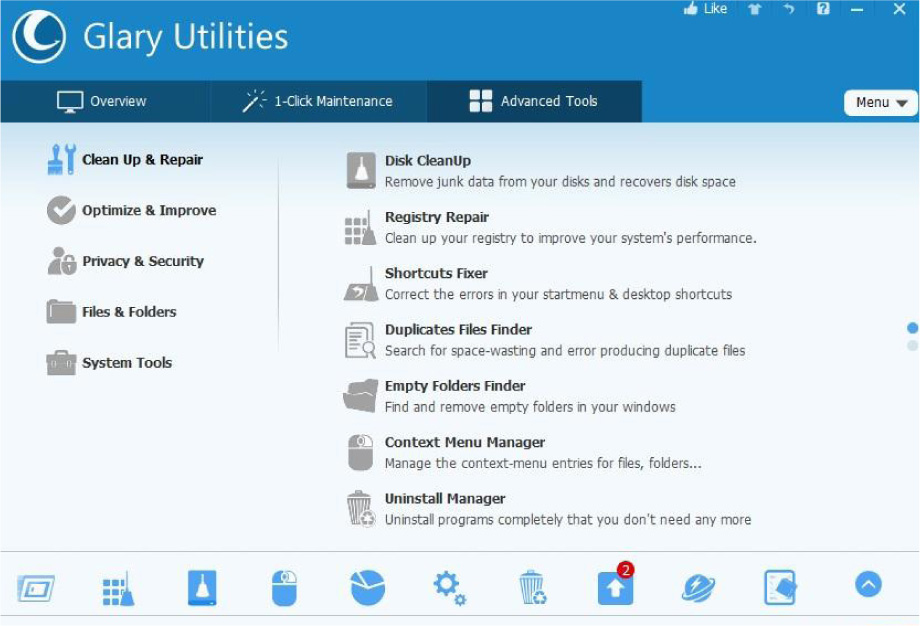 Like
Glary Utilities
Overview
1-Click Maintenance
Advanced Tools
Menu
Clean Up & Repair
Optimize & Improve
Privacy & Security
Files & Folders
System Tools
Disk CleanUp
Remove junk data from your disks and recovers disk space
Registry Repair
Clean up your registry to improve your system's performance.
Shortcuts Fixer
Correct the errors in your startmenu & desktop shortcuts
Duplicates Files Finder
Search for space-wasting and error producing duplicate files
Empty Folders Finder
Find and remove empty folders in your windows
Context Menu Manager
Manage the context-menu entries for files, folders...
Uninstall Manager
Uninstall programs completely that you don't need any more
2